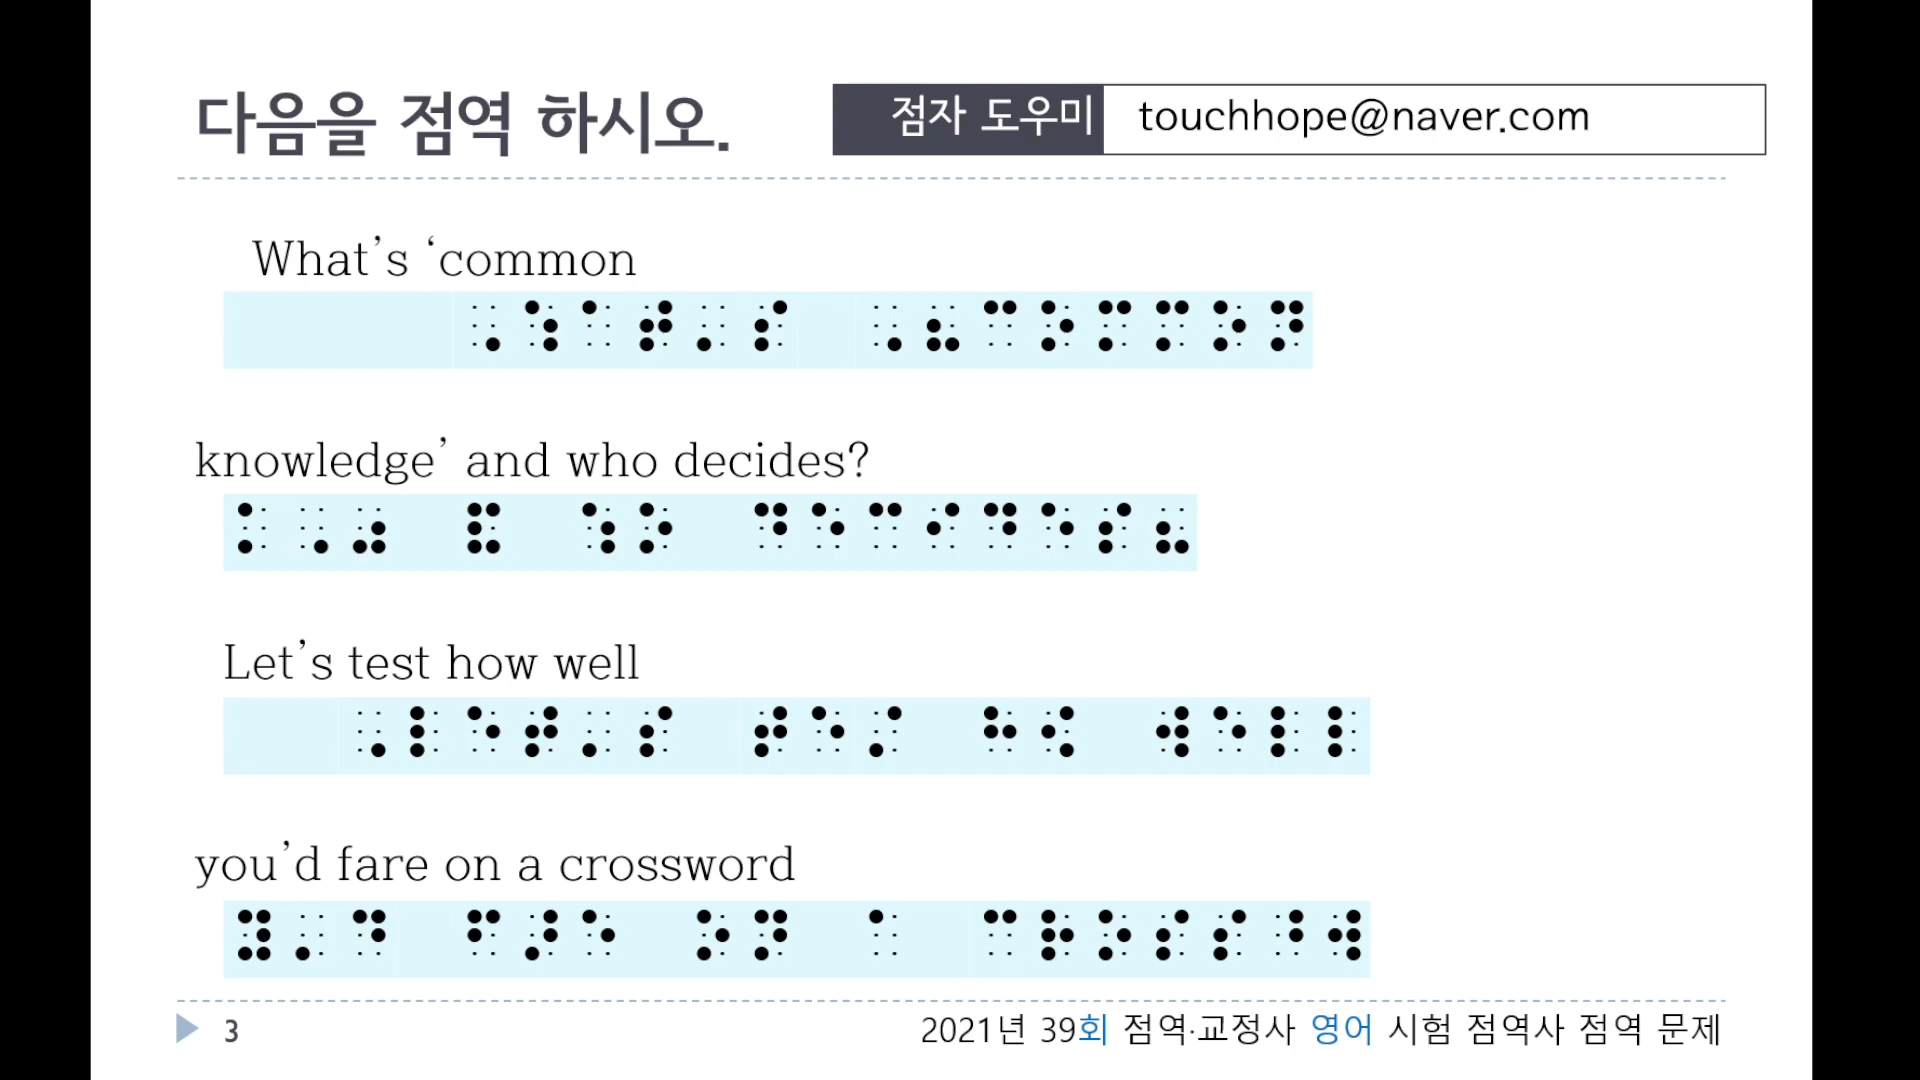 다음을 점역 하시오.
점자 도우미 touchhope@naver.com
What’s ‘common
⠠⠱⠁⠞⠄⠎ ⠠⠦⠉⠕⠍⠍⠕⠝
knowledge’ and who decides?
⠅⠠⠴ ⠯ ⠱⠕ ⠙⠑⠉⠊⠙⠑⠎⠦
Let’s test how well
⠠⠇⠑⠞⠄⠎ ⠞⠑⠌ ⠓⠪ ⠺⠑⠇⠇
you’d fare on a crossword
⠽⠄⠙ ⠋⠜⠑ ⠕⠝ ⠁ ⠉⠗⠕⠎⠎⠘⠺
3
2021년 39회 점역·교정사 영어 시험 점역사 점역 문제